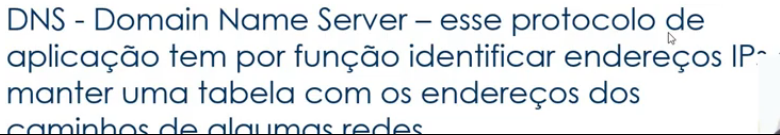 DNS - Domain Name Server – esse protocolo de
aplicação tem por função identificar endereços IPs
manter uma tabela com os endereços dos
caminhos de algumas redes